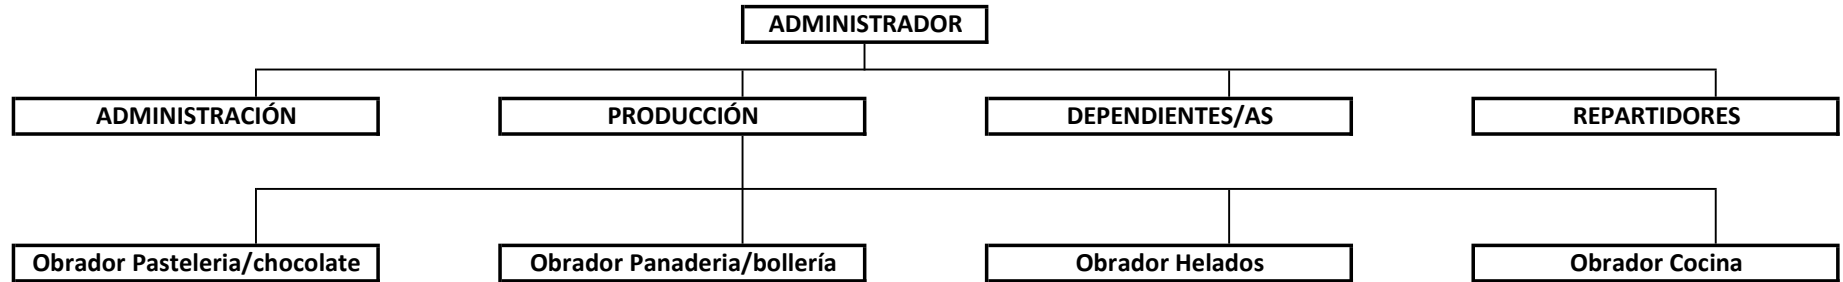 ADMINISTRADOR
ADMINISTRACIÓN
PRODUCCIÓN
DEPENDIENTES/AS
REPARTIDORES
Obrador Pasteleria/chocolate
Obrador Panaderia/bollería
Obrador Helados
Obrador Cocina